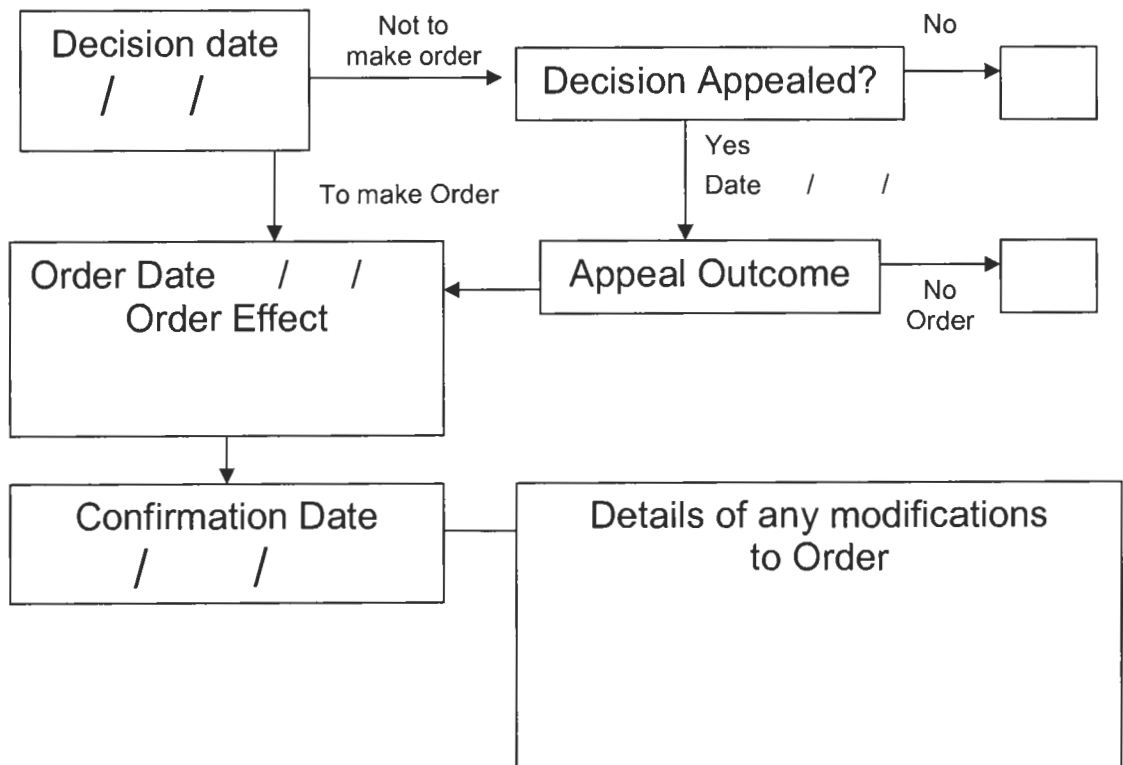 Decision date
/ /
Not to
make order
Decision Appealed?
No
Yes
Date / /
To make Order
Order Date / /
Order Effect
Appeal Outcome
No
Order
Confirmation Date
/ /
Details of any modifications
to Order